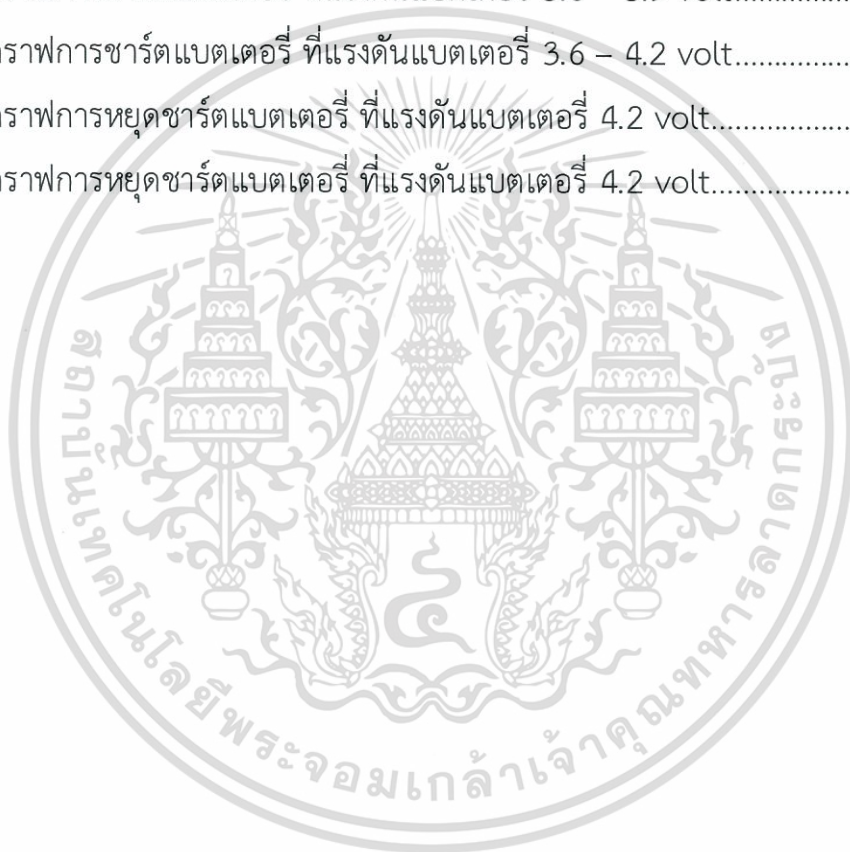 ราฟการชาร์ตแบตเตอรี่ ที่แรงดันแบตเตอรี่ 3.6 – 4.2 volt
ราฟการหยุดชาร์ตแบตเตอรี่ ที่แรงดันแบตเตอรี่ 4.2 volt
ราฟการหยุดชาร์ตแบตเตอรี่ ที่แรงดันแบตเตอรี่ 4.2 volt
สถาบันเทคโนโลยีพระจอมเกล้าเจ้าคุณทหารลาดกระบัง